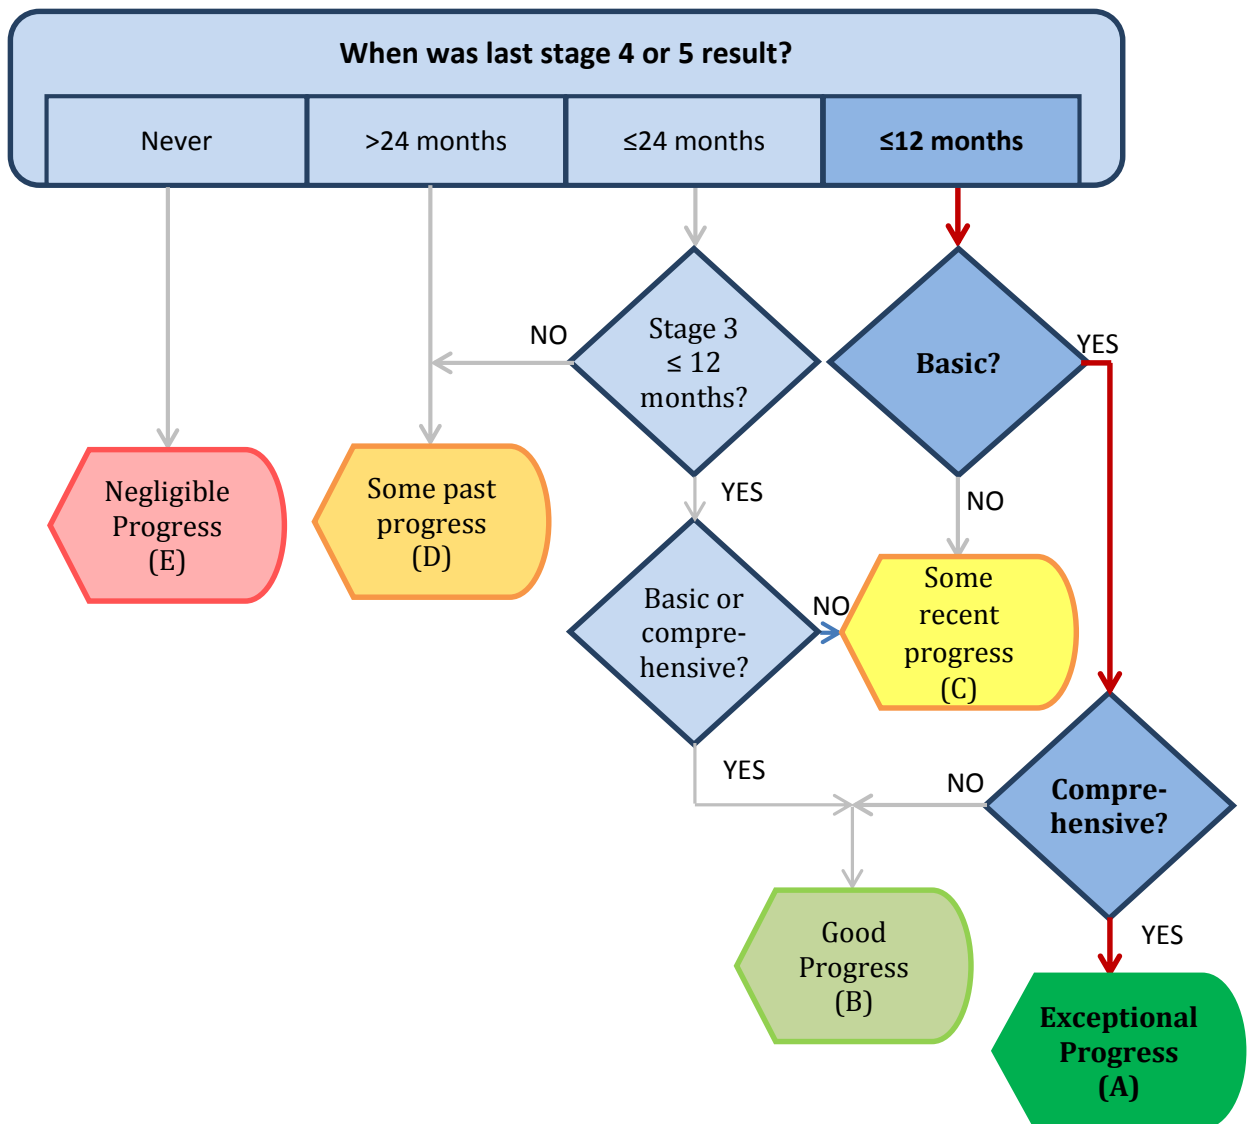 When was last stage 4 or 5 result?
Never
>24 months
≤24 months
≤12 months
NO
Stage 3
≤ 12
months?
Basic?
YES
Negligible
Progress
(E)
Some past
progress
(D)
YES
NO
Basic or
compre-
hensive?
NO
Some
recent
progress
(C)
YES
NO
Compre-
hensive?
YES
Good
Progress
(B)
Exceptional
Progress
(A)